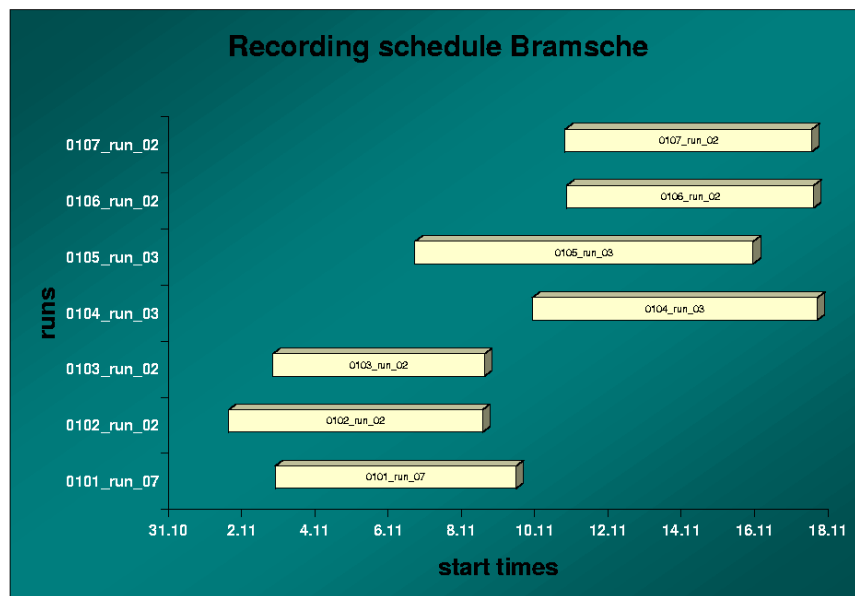 Recording schedule Bramsche
runs
0107_run_02
0107_run_02
0106_run_02
0106_run_02
0105_run_03
0105_run_03
0104_run_03
0104_run_03
0103_run_02
0103_run_02
0102_run_02
0102_run_02
0101_run_07
0101_run_07
31.10 2.11 4.11 6.11 8.11 10.11 12.11 14.11 16.11 18.11
start times